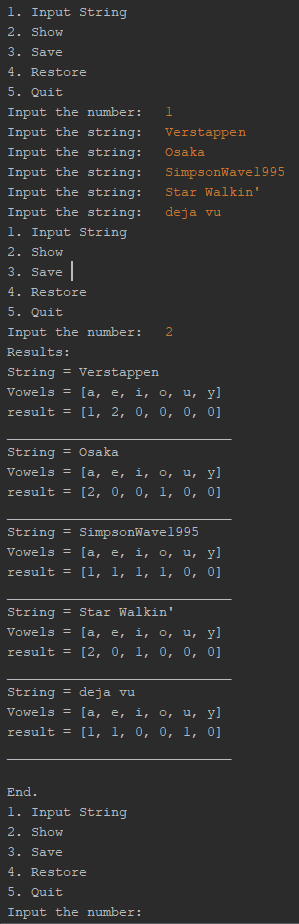 1. Input String
2. Show
3. Save
4. Restore
5. Quit
Input the number: 1
Input the string: Verstappen
Input the string: Osaka
Input the string: SimpsonWave1995
Input the string: Star Walkin'
Input the string: deja vu
1. Input String
2. Show
3. Save
4. Restore
5. Quit
Input the number: 2
Results:
String = Verstappen
Vowels = [a, e, i, o, u, y]
result = [1, 2, 0, 0, 0, 0]
____________________________
String = Osaka
Vowels = [a, e, i, o, u, y]
result = [2, 0, 0, 1, 0, 0]
____________________________
String = SimpsonWave1995
Vowels = [a, e, i, o, u, y]
result = [1, 1, 1, 1, 0, 0]
____________________________
String = Star Walkin'
Vowels = [a, e, i, o, u, y]
result = [2, 0, 1, 0, 0, 0]
____________________________
String = deja vu
Vowels = [a, e, i, o, u, y]
result = [1, 1, 0, 0, 1, 0]
____________________________
End.
1. Input String
2. Show
3. Save
4. Restore
5. Quit
Input the number: